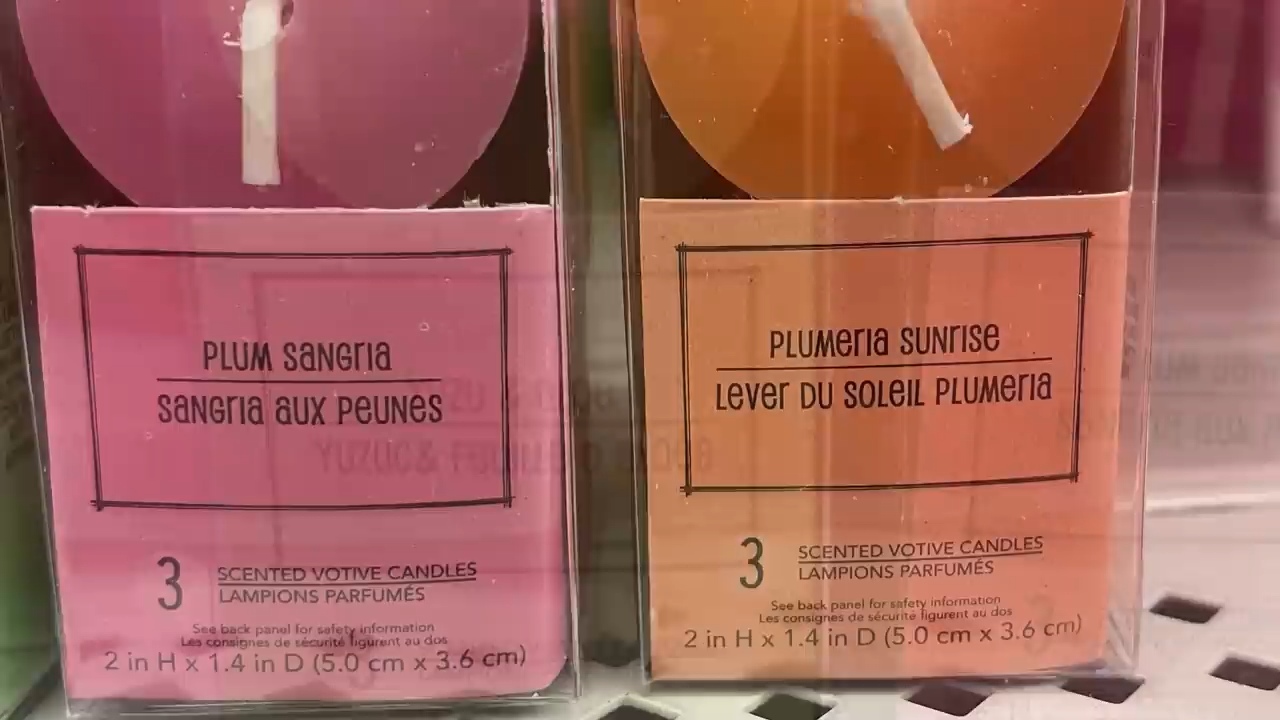 PLUM SANGRIA
SANGRIA AUX PEUNES
3 SCENTED VOTIVE CANDLES
LAMPIONS PARFUMÉS
See back panel for safety information
Les consignes de sécurité figurent au dos
2 in H x 1.4 in D (5.0 cm x 3.6 cm)
PLUMERIA SUNRISE
LEVER DU SOLEIL PLUMERIA
3 SCENTED VOTIVE CANDLES
LAMPIONS PARFUMÉS
See back panel for safety information
Les consignes de sécurité figurent au dos
2 in H x 1.4 in D (5.0 cm x 3.6 cm)